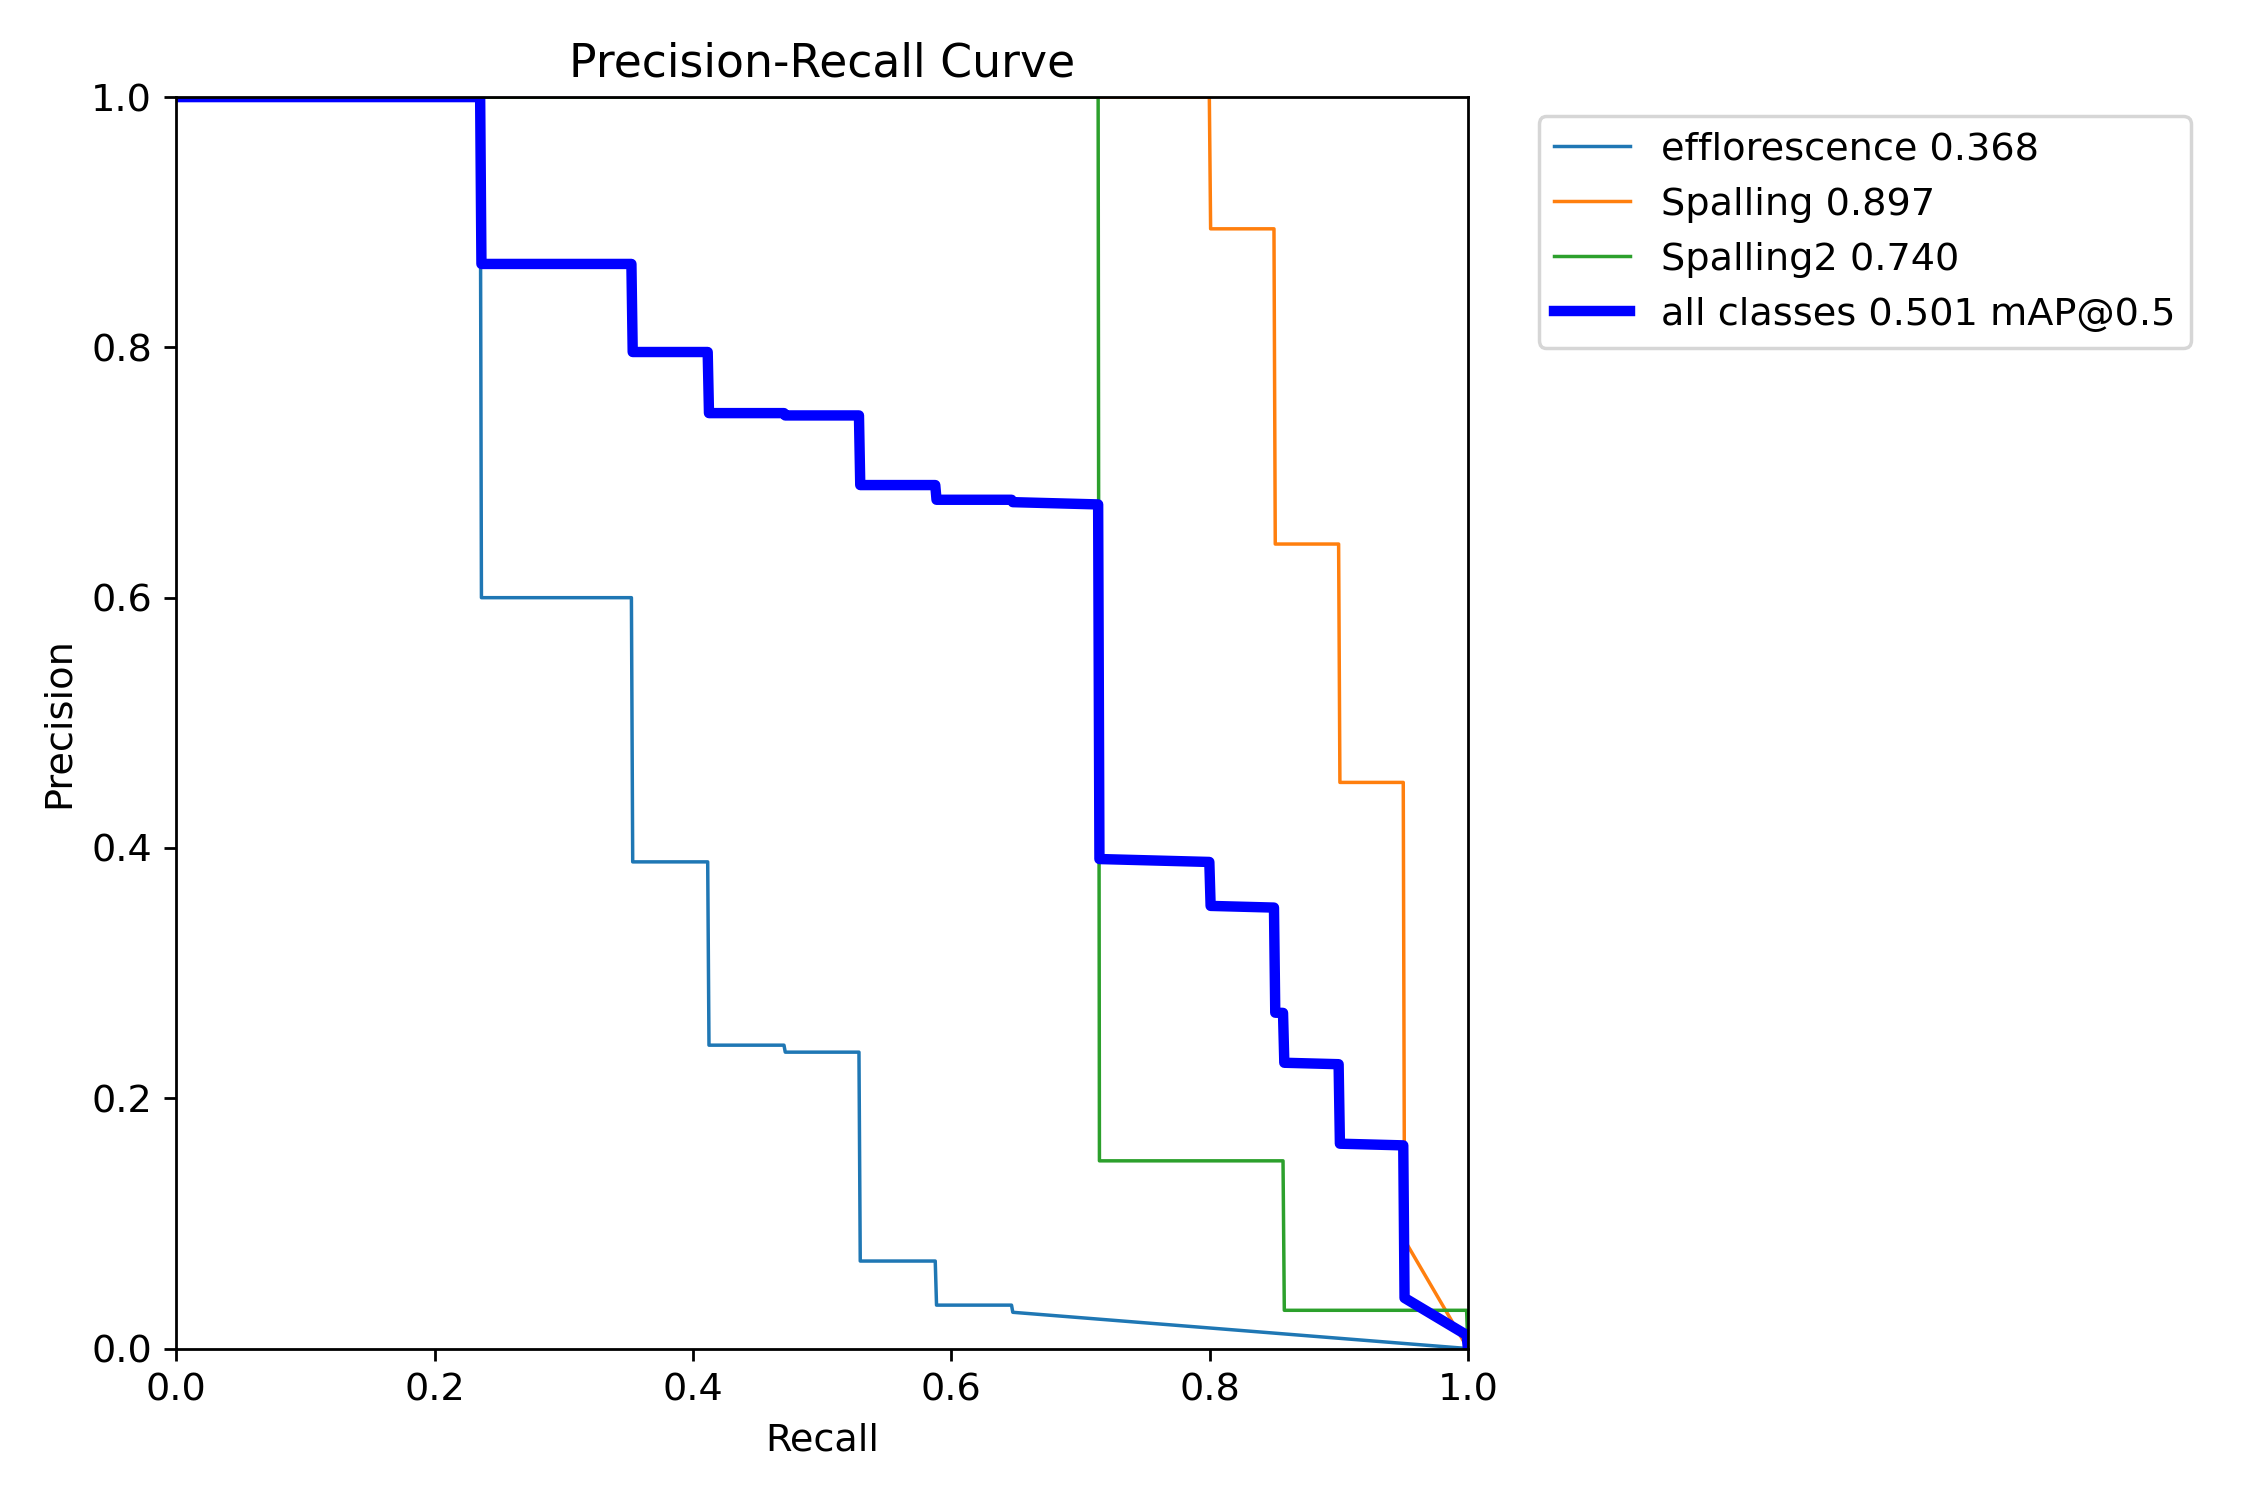 Precision-Recall Curve
1.0
0.8
0.6
0.4
0.2
0.0
Precision
0.0 0.2 0.4 0.6 0.8 1.0
Recall
efflorescence 0.368
Spalling 0.897
Spalling2 0.740
all classes 0.501 mAP@0.5